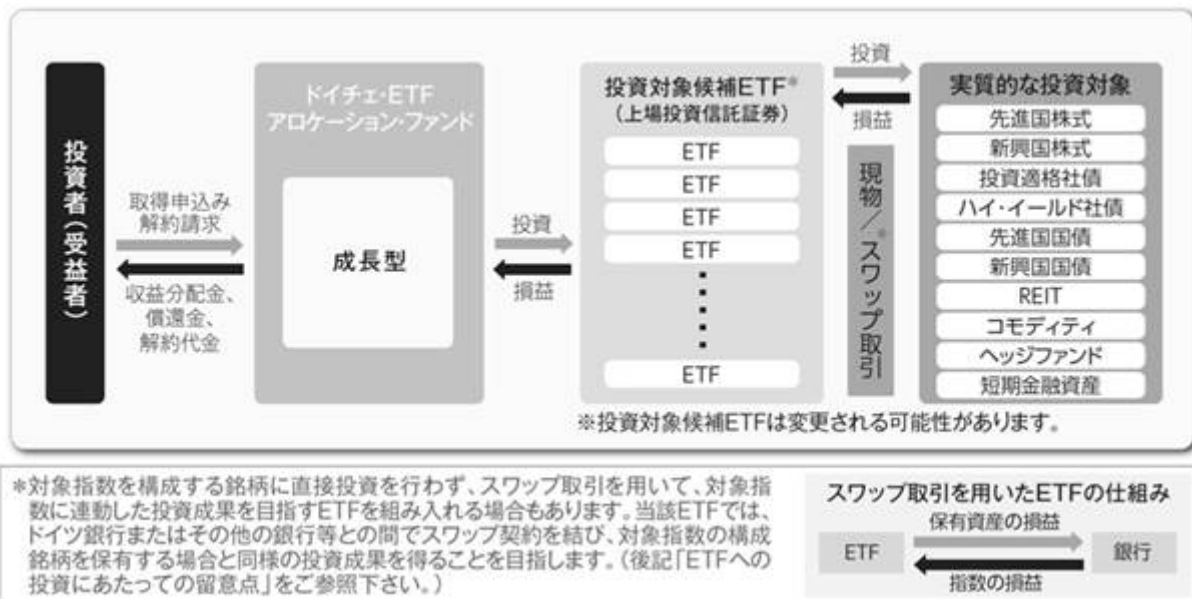 投資者（受益者）
取得申込み
解約請求
収益分配金、
償還金、
解約代金
ドイチェ・ETF
アロケーション・ファンド
成長型
投資
損益
投資対象候補ETF*
（上場投資信託証券）
ETF
ETF
ETF
ETF
ETF
投資
損益
現物／*スワップ取引
実質的な投資対象
先進国株式
新興国株式
投資適格社債
ハイ・イールド社債
先進国国債
新興国国債
REIT
コモディティ
ヘッジファンド
短期金融資産
※投資対象候補ETFは変更される可能性があります。
*対象指数を構成する銘柄に直接投資を行わず、スワップ取引を用いて、対象指
数に連動した投資成果を目指すETFを組み入れる場合もあります。当該ETFでは、
ドイツ銀行またはその他の銀行等との間でスワップ契約を結び、対象指数の構成
銘柄を保有する場合と同様の投資成果を得ることを目指します。（後記「ETFへの
投資にあたっての留意点」をご参照下さい。）
スワップ取引を用いたETFの仕組み
保有資産の損益
ETF
銀行
指数の損益